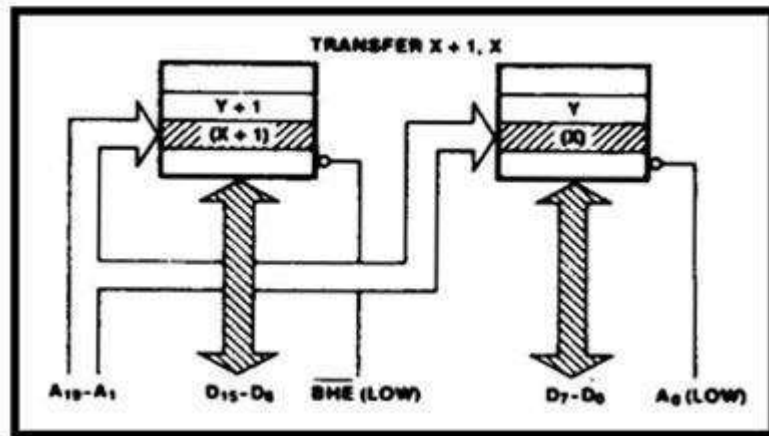 TRANSFER X + 1, X
Y + 1
Y
(X + 1)
(X)
A19-A1
D15-D8
BHE (LOW)
D7-D0
A0 (LOW)